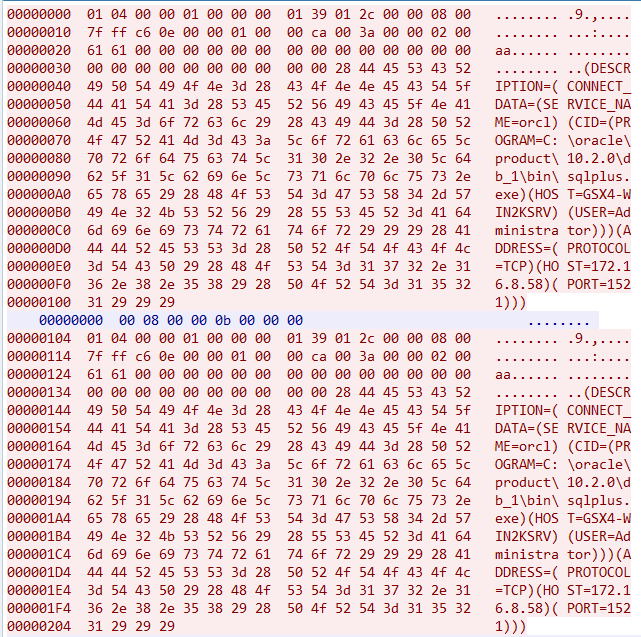 00000000  01 04 00 00 01 00 00 00  01 39 01 2c 00 00 08 00   ........ .9.,....
00000010  7f ff c6 0e 00 00 01 00  00 ca 00 3a 00 00 02 00   ........ ...:....
00000020  61 61 00 00 00 00 00 00  00 00 00 00 00 00 00 00   aa...... ........
00000030  00 00 00 00 00 00 00 00  00 00 28 44 45 53 43 52   ........ ..(DESCR
00000040  49 50 54 49 4f 4e 3d 28  43 4f 4e 4e 45 43 54 5f   IPTION=( CONNECT_
00000050  44 41 54 41 3d 28 53 45  52 56 49 43 45 5f 4e 41   DATA=(SE RVICE_NA
00000060  4d 45 3d 6f 72 63 6c 29  28 43 49 44 3d 28 50 52   ME=orcl) (CID=(PR
00000070  4f 47 52 41 4d 3d 43 3a  5c 6f 72 61 63 6c 65 5c   OGRAM=C: \oracle\
00000080  70 72 6f 64 75 63 74 5c  31 30 2e 32 2e 30 5c 64   product\ 10.2.0\d
00000090  62 5f 31 5c 62 69 6e 5c  73 71 6c 70 6c 75 73 2e   b_1\bin\ sqlplus.
000000A0  65 78 65 29 28 48 4f 53  54 3d 47 53 58 34 2d 57   exe)(HOS T=GSX4-W
000000B0  49 4e 32 4b 53 52 56 29  28 55 53 45 52 3d 41 64   IN2KSRV) (USER=Ad
000000C0  6d 69 6e 69 73 74 72 61  74 6f 72 29 29 29 28 41   ministra tor)))(A
000000D0  44 44 52 45 53 53 3d 28  50 52 4f 54 4f 43 4f 4c   DDRESS=( PROTOCOL
000000E0  3d 54 43 50 29 28 48 4f  53 54 3d 31 37 32 2e 31   =TCP)(HO ST=172.1
000000F0  36 2e 38 2e 35 38 29 28  50 4f 52 54 3d 31 35 32   6.8.58)( PORT=152
00000100  31 29 29 29   1)))
00000000  00 08 00 00 0b 00 00 00   ........
00000104  01 04 00 00 01 00 00 00  01 39 01 2c 00 00 08 00   ........ .9.,....
00000114  7f ff c6 0e 00 00 01 00  00 ca 00 3a 00 00 02 00   ........ ...:....
00000124  61 61 00 00 00 00 00 00  00 00 00 00 00 00 00 00   aa...... ........
00000134  00 00 00 00 00 00 00 00  00 00 28 44 45 53 43 52   ........ ..(DESCR
00000144  49 50 54 49 4f 4e 3d 28  43 4f 4e 4e 45 43 54 5f   IPTION=( CONNECT_
00000154  44 41 54 41 3d 28 53 45  52 56 49 43 45 5f 4e 41   DATA=(SE RVICE_NA
00000164  4d 45 3d 6f 72 63 6c 29  28 43 49 44 3d 28 50 52   ME=orcl) (CID=(PR
00000174  4f 47 52 41 4d 3d 43 3a  5c 6f 72 61 63 6c 65 5c   OGRAM=C: \oracle\
00000184  70 72 6f 64 75 63 74 5c  31 30 2e 32 2e 30 5c 64   product\ 10.2.0\d
00000194  62 5f 31 5c 62 69 6e 5c  73 71 6c 70 6c 75 73 2e   b_1\bin\ sqlplus.
000001A4  65 78 65 29 28 48 4f 53  54 3d 47 53 58 34 2d 57   exe)(HOS T=GSX4-W
000001B4  49 4e 32 4b 53 52 56 29  28 55 53 45 52 3d 41 64   IN2KSRV) (USER=Ad
000001C4  6d 69 6e 69 73 74 72 61  74 6f 72 29 29 29 28 41   ministra tor)))(A
000001D4  44 44 52 45 53 53 3d 28  50 52 4f 54 4f 43 4f 4c   DDRESS=( PROTOCOL
000001E4  3d 54 43 50 29 28 48 4f  53 54 3d 31 37 32 2e 31   =TCP)(HO ST=172.1
000001F4  36 2e 38 2e 35 38 29 28  50 4f 52 54 3d 31 35 32   6.8.58)( PORT=152
00000204  31 29 29 29   1)))